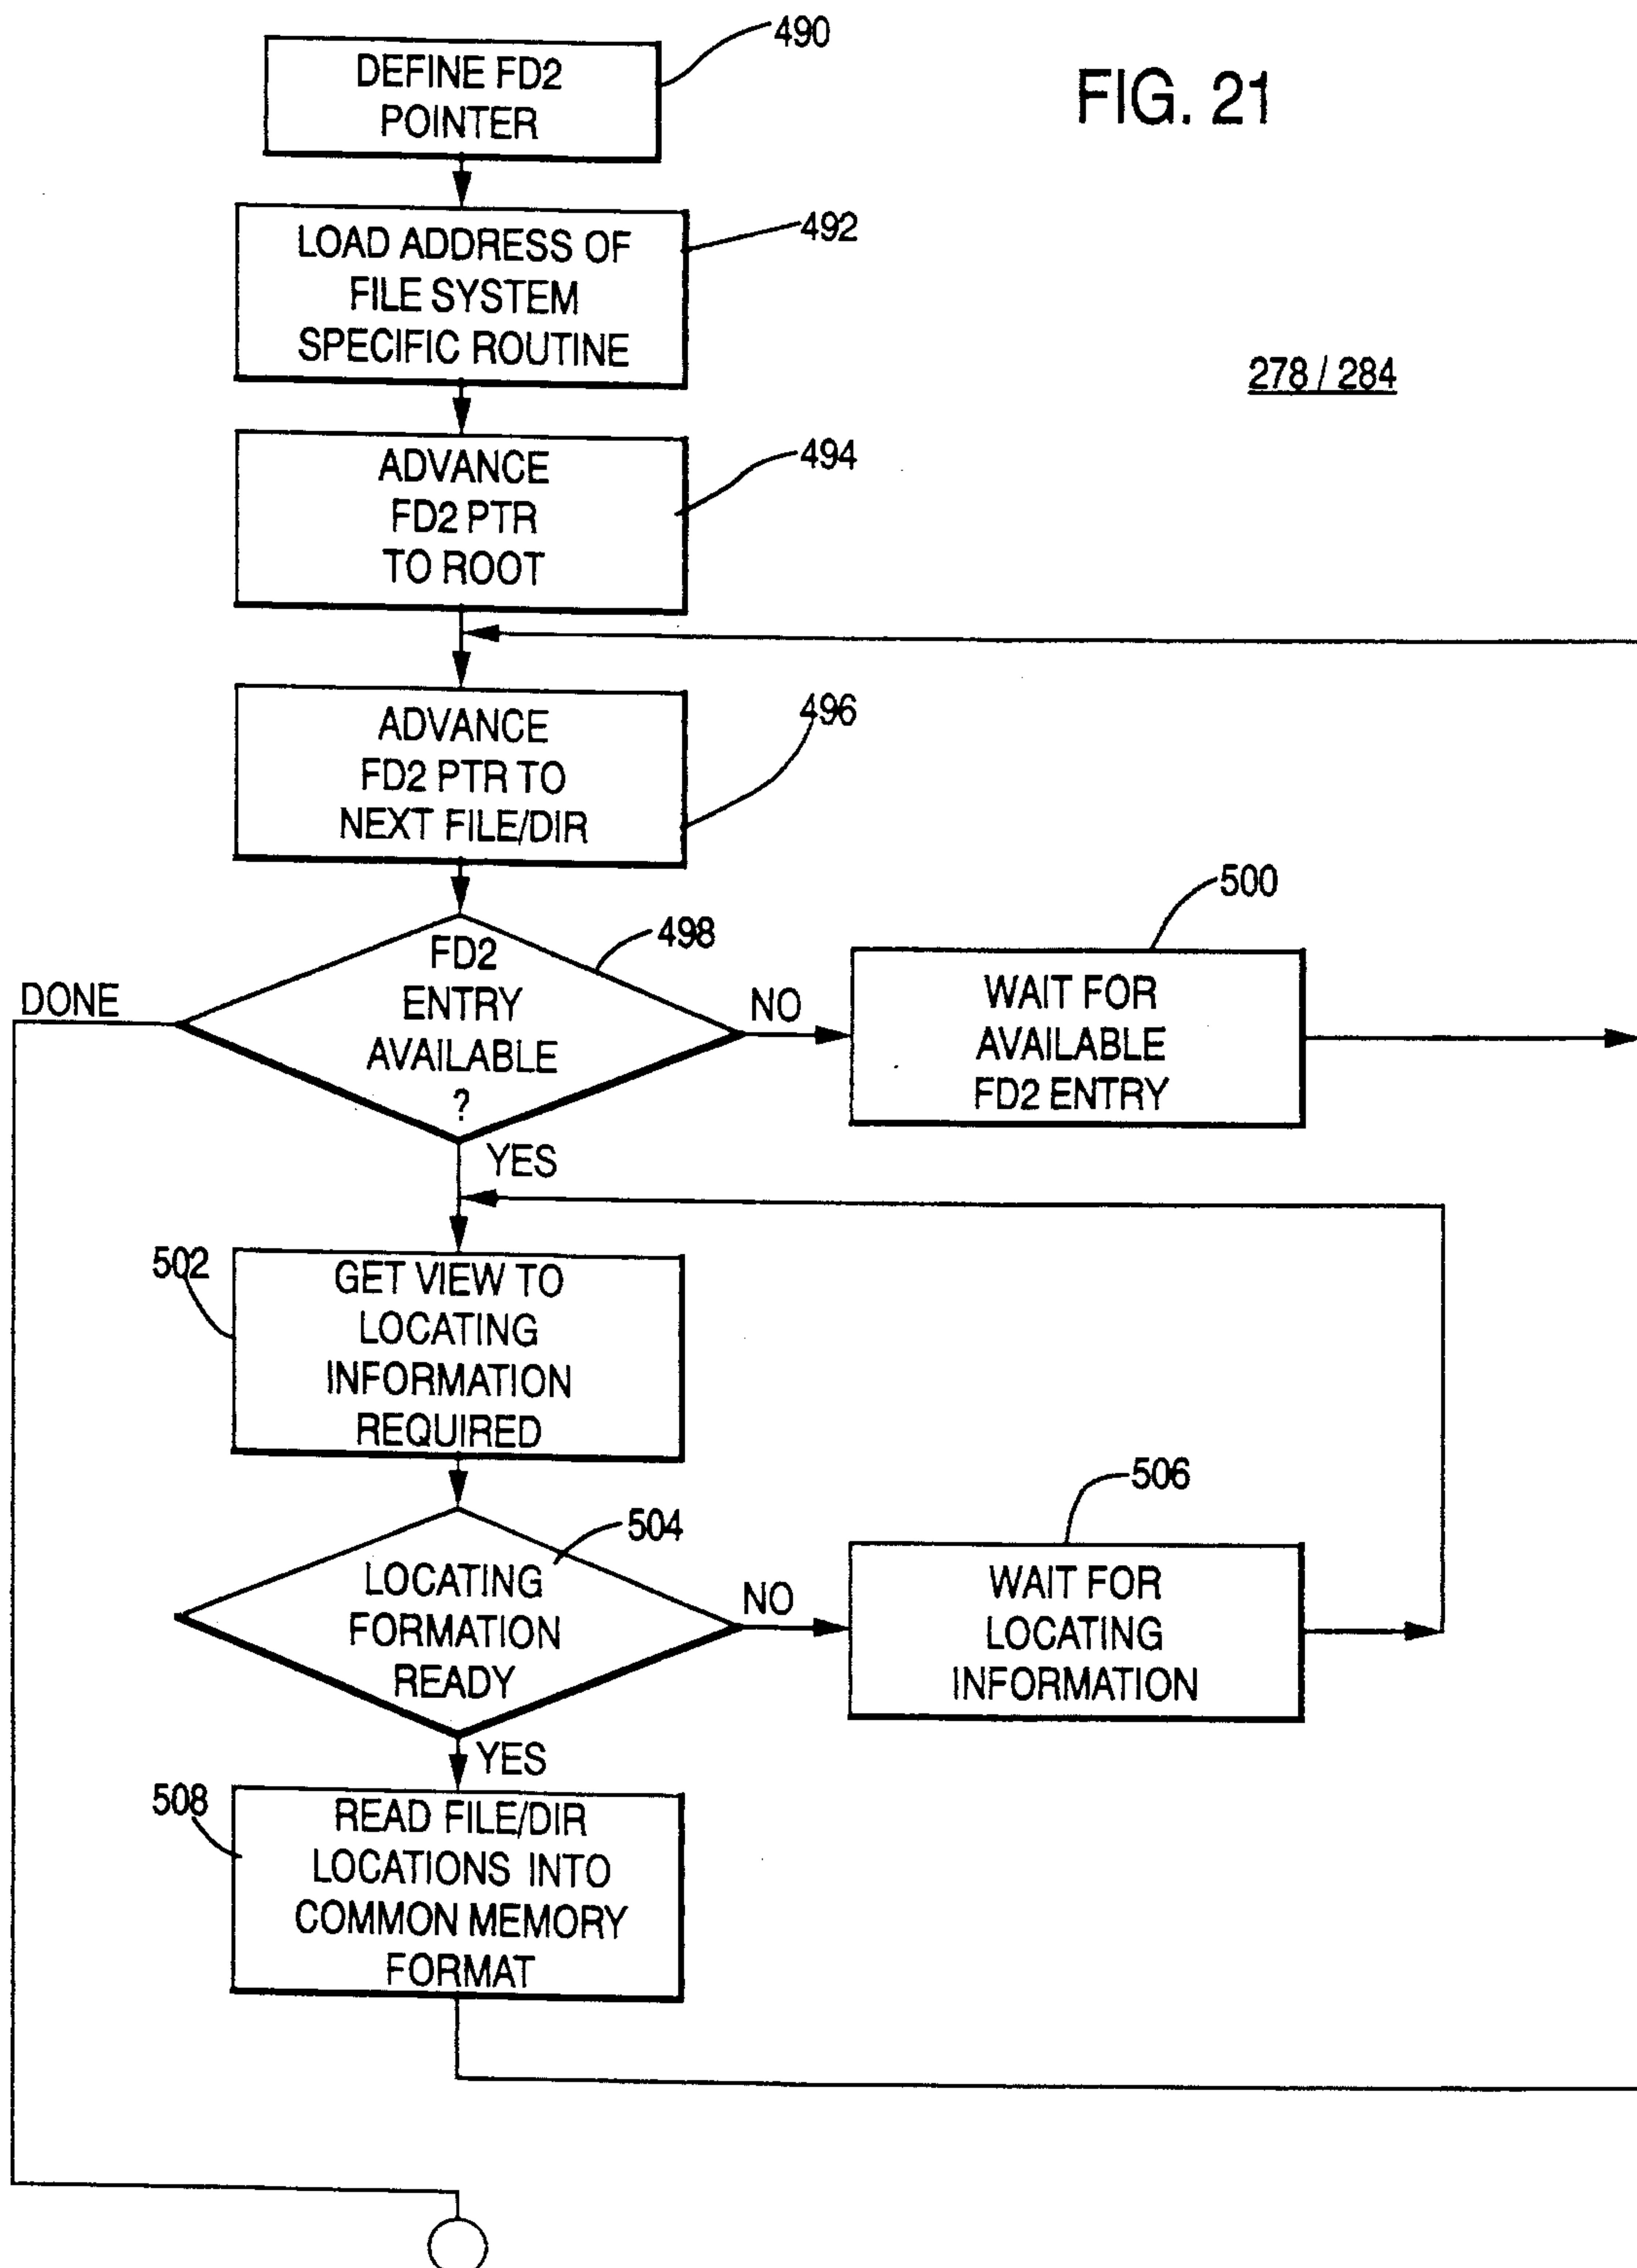 490
DEFINE FD2
POINTER
FIG. 21
492
LOAD ADDRESS OF
FILE SYSTEM
SPECIFIC ROUTINE
278 / 284
494
ADVANCE
FD2 PTR
TO ROOT
496
ADVANCE
FD2 PTR TO
NEXT FILE/DIR
498
FD2
ENTRY
AVAILABLE
?
DONE
NO
500
WAIT FOR
AVAILABLE
FD2 ENTRY
YES
502
GET VIEW TO
LOCATING
INFORMATION
REQUIRED
504
LOCATING
FORMATION
READY
NO
506
WAIT FOR
LOCATING
INFORMATION
YES
508
READ FILE/DIR
LOCATIONS INTO
COMMON MEMORY
FORMAT